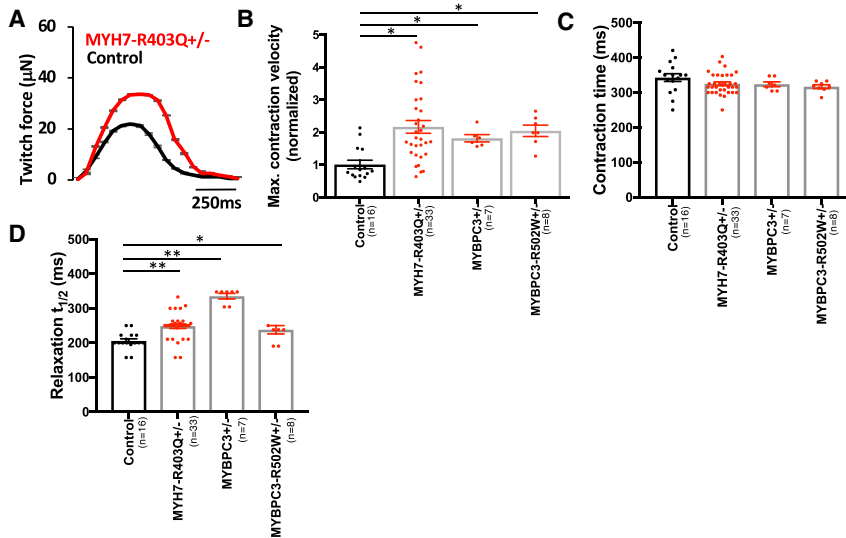 A
Twitch force (μN)
60
40
20
0
MYH7-R403Q+/-
Control
250ms
B
Max. contraction velocity
(normalized)
5
4
3
2
1
0
*
*
*
Control
(n=16)
MYH7-R403Q+/-
(n=33)
MYBPC3+/-
(n=7)
MYBPC3-R502W+/-
(n=8)
C
Contraction time (ms)
500
400
300
200
100
0
Control
(n=16)
MYH7-R403Q+/-
(n=33)
MYBPC3+/-
(n=7)
MYBPC3-R502W+/-
(n=8)
D
Relaxation t1/2 (ms)
500
400
300
200
100
0
*
**
**
Control
(n=16)
MYH7-R403Q+/-
(n=33)
MYBPC3+/-
(n=7)
MYBPC3-R502W+/-
(n=8)